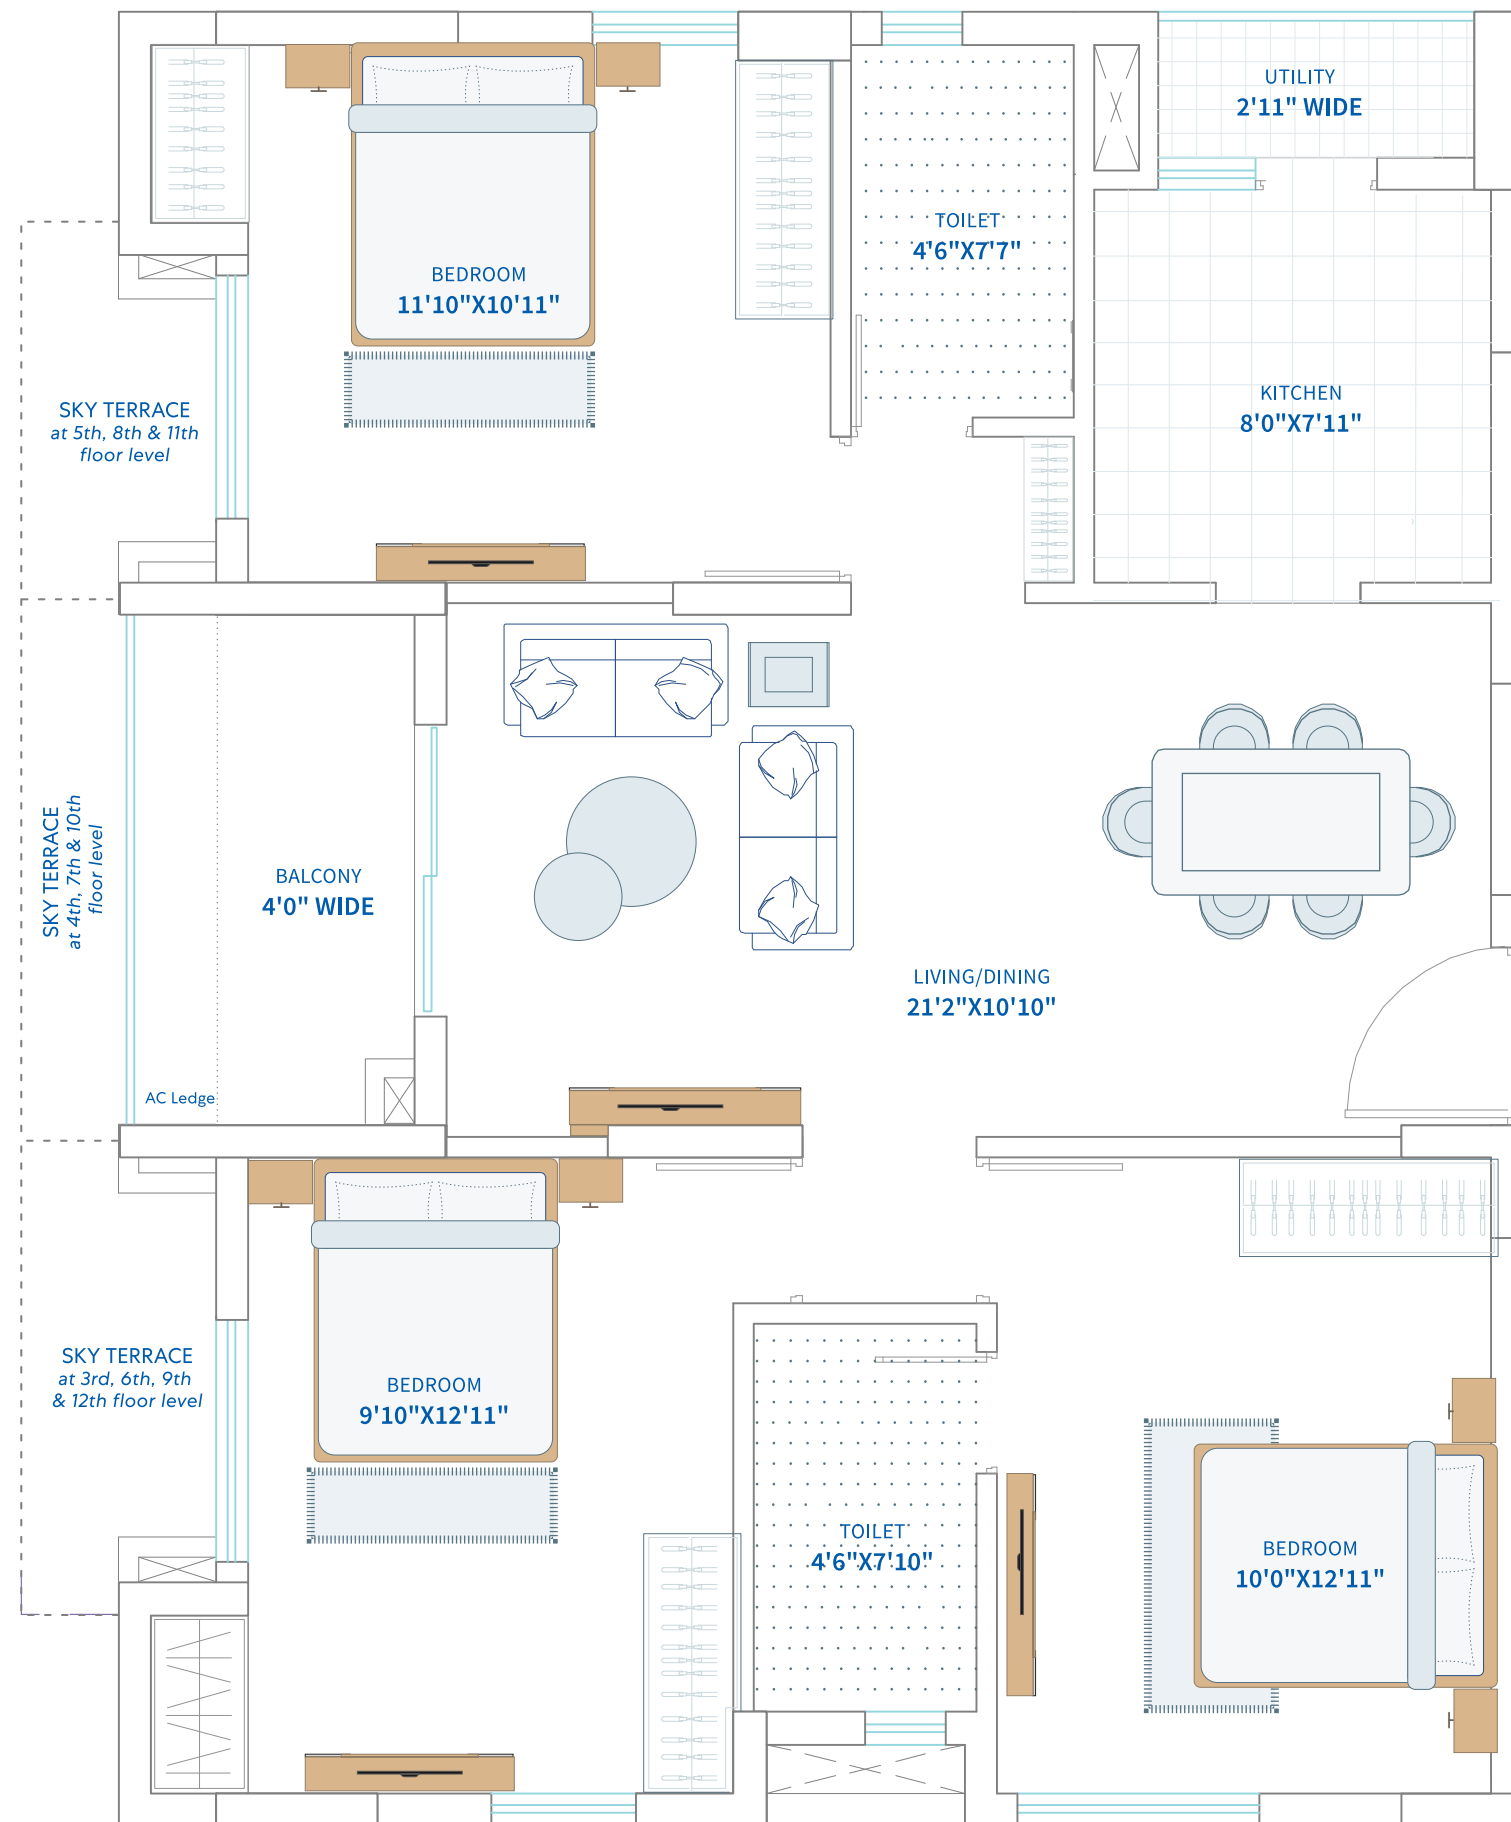 UTILITY
2'11" WIDE
TOILET
4'6"X7'7"
BEDROOM
11'10"X10'11"
KITCHEN
8'0"X7'11"
SKY TERRACE
at 5th, 8th & 11th
floor level
SKY TERRACE
at 4th, 7th & 10th
floor level
BALCONY
4'0" WIDE
LIVING/DINING
21'2"X10'10"
AC Ledge
SKY TERRACE
at 3rd, 6th, 9th
& 12th floor level
BEDROOM
9'10"X12'11"
TOILET
4'6"X7'10"
BEDROOM
10'0"X12'11"